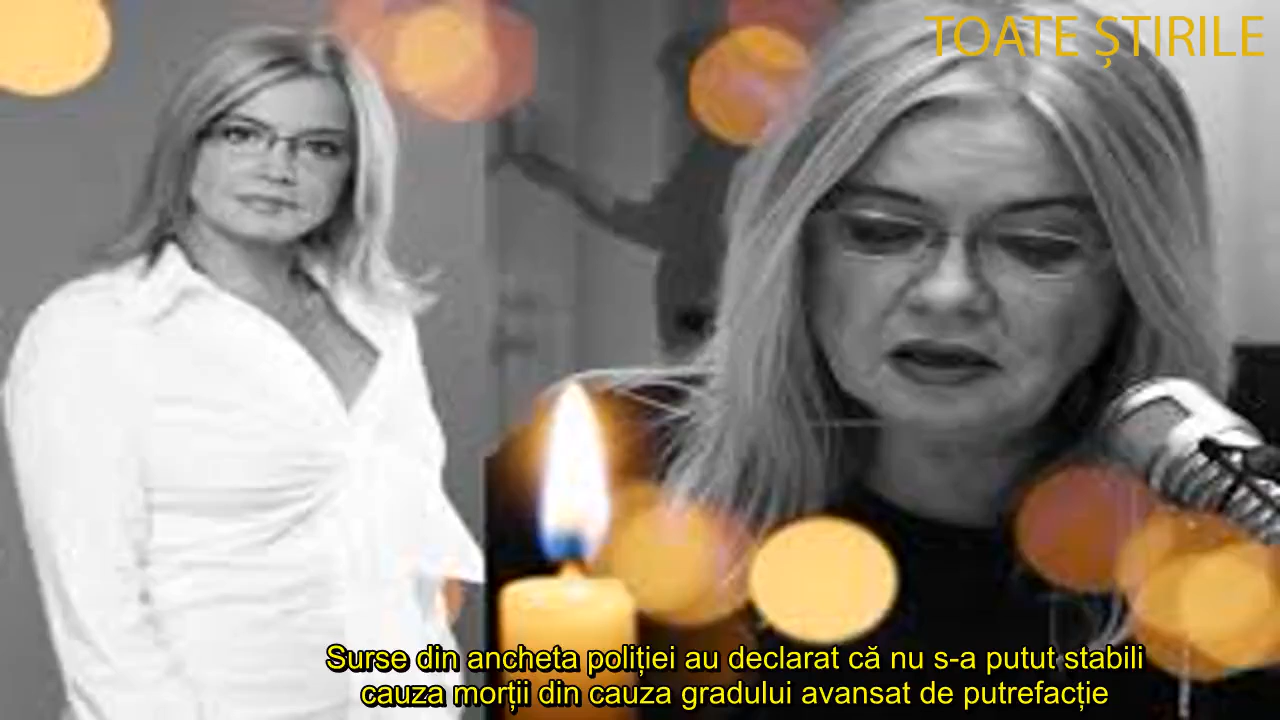 TOATE ȘTIRILE
Surse din ancheta poliției au declarat că nu s-a putut stabili
cauza morții din cauza gradului avansat de putrefacție